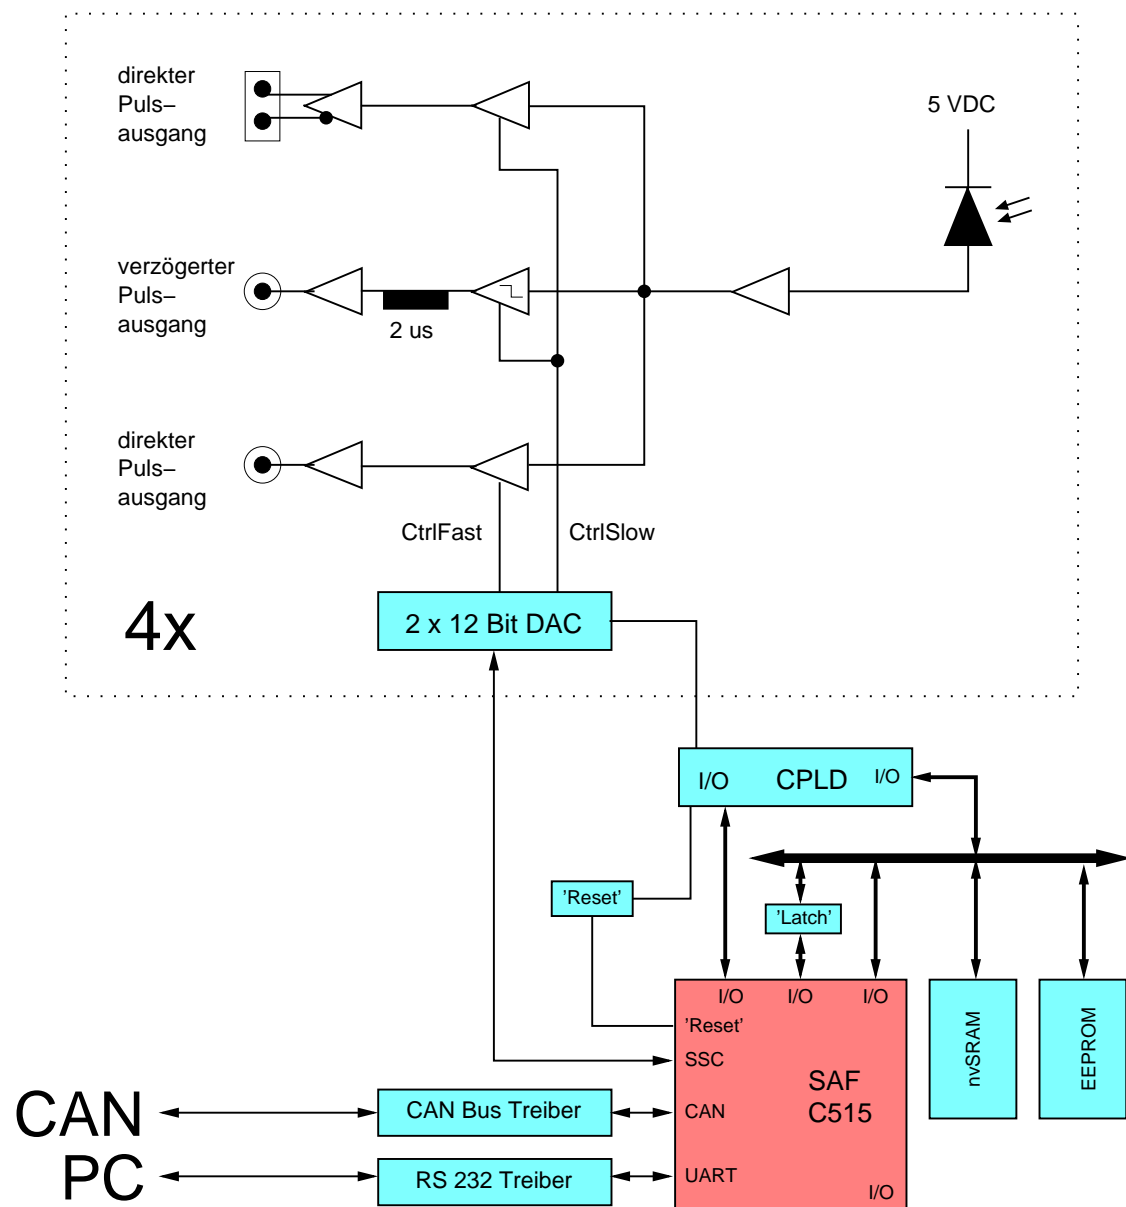 direkter
Puls–
ausgang
5 VDC
verzögerter
Puls–
ausgang
2 us
direkter
Puls–
ausgang
CtrlFast
CtrlSlow
4x
2 x 12 Bit DAC
I/O
CPLD
I/O
'Reset'
'Latch'
I/O
I/O
I/O
'Reset'
SSC
SAF
C515
nvSRAM
EEPROM
CAN
CAN Bus Treiber
CAN
PC
RS 232 Treiber
UART
I/O